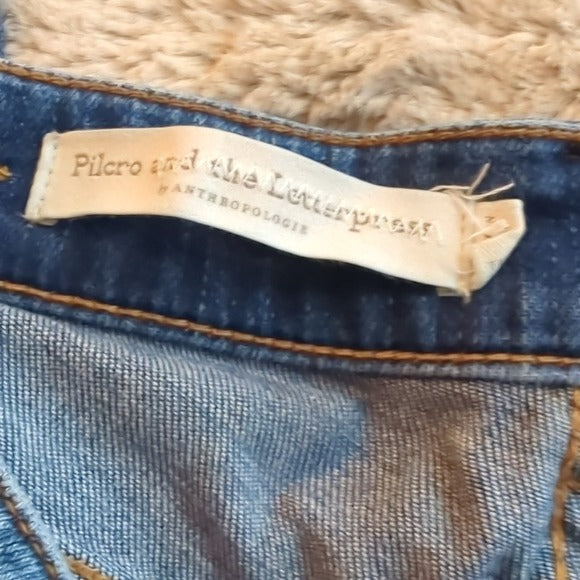 Pilcro and the Letterpress
by ANTHROPOLOGIE